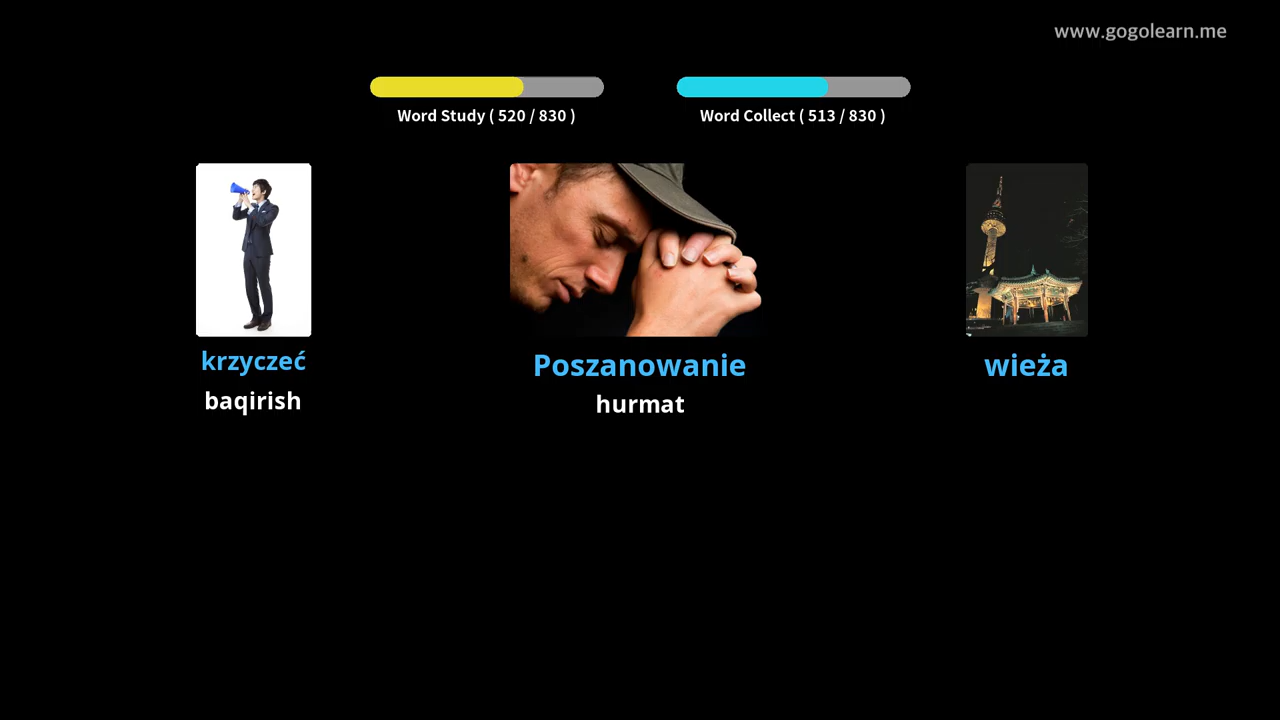 www.gogolearn.me
Word Study ( 520 / 830 )
Word Collect ( 513 / 830 )
krzyczeć
baqirish
Poszanowanie
hurmat
wieża